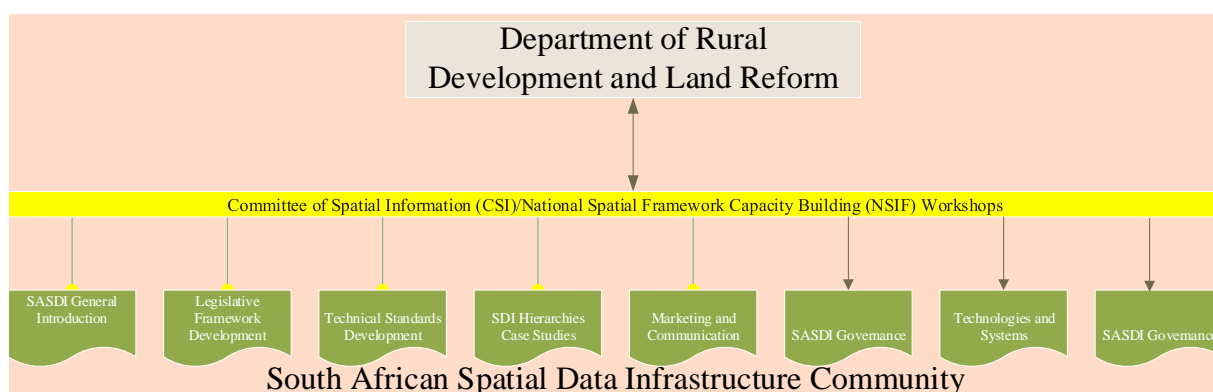 Department of Rural
Development and Land Reform
Committee of Spatial Information (CSI)/National Spatial Framework Capacity Building (NSIF) Workshops
SASDI General
Introduction
Legislative
Framework
Development
Technical Standards
Development
SDI Hierarchies
Case Studies
Marketing and
Communication
SASDI Governance
Technologies and
Systems
SASDI Governance
South African Spatial Data Infrastructure Community